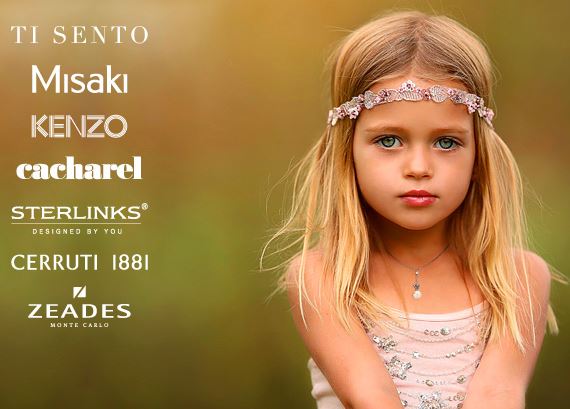 TI SENTO
Misaki
KENZO
cacharel
STERLINKS®
DESIGNED BY YOU
CERRUTI 1881
ZEADES
MONTE CARLO